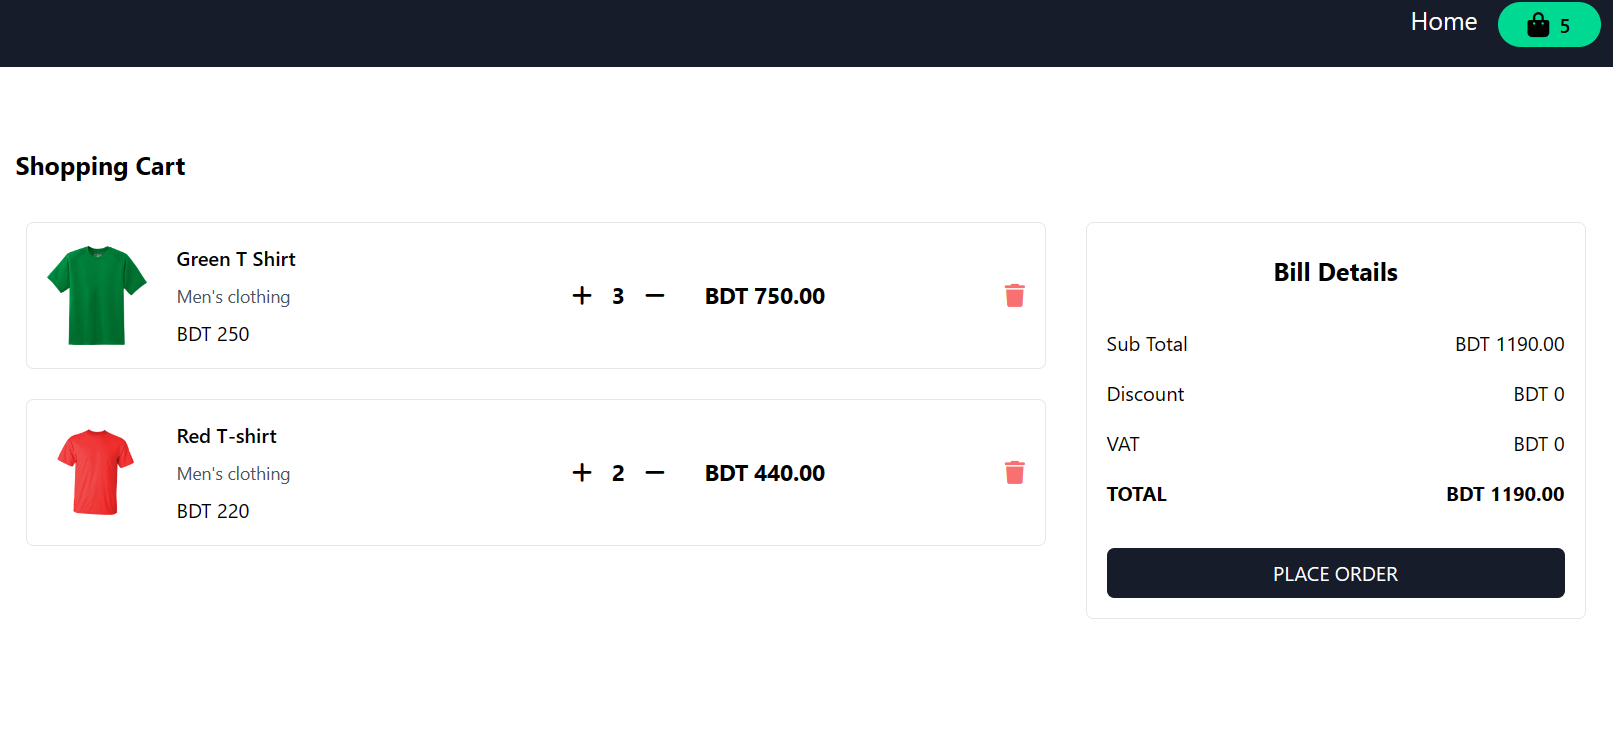 Home
5
Shopping Cart
Green T Shirt
Men's clothing
BDT 250
3
BDT 750.00
Red T-shirt
Men's clothing
BDT 220
2
BDT 440.00
Bill Details
Sub Total BDT 1190.00
Discount BDT 0
VAT BDT 0
TOTAL BDT 1190.00
PLACE ORDER